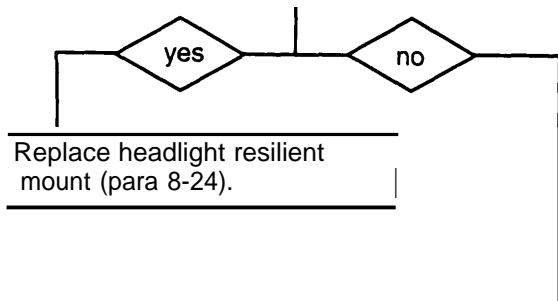 yes
no
Replace headlight resilient
mount (para 8-24).